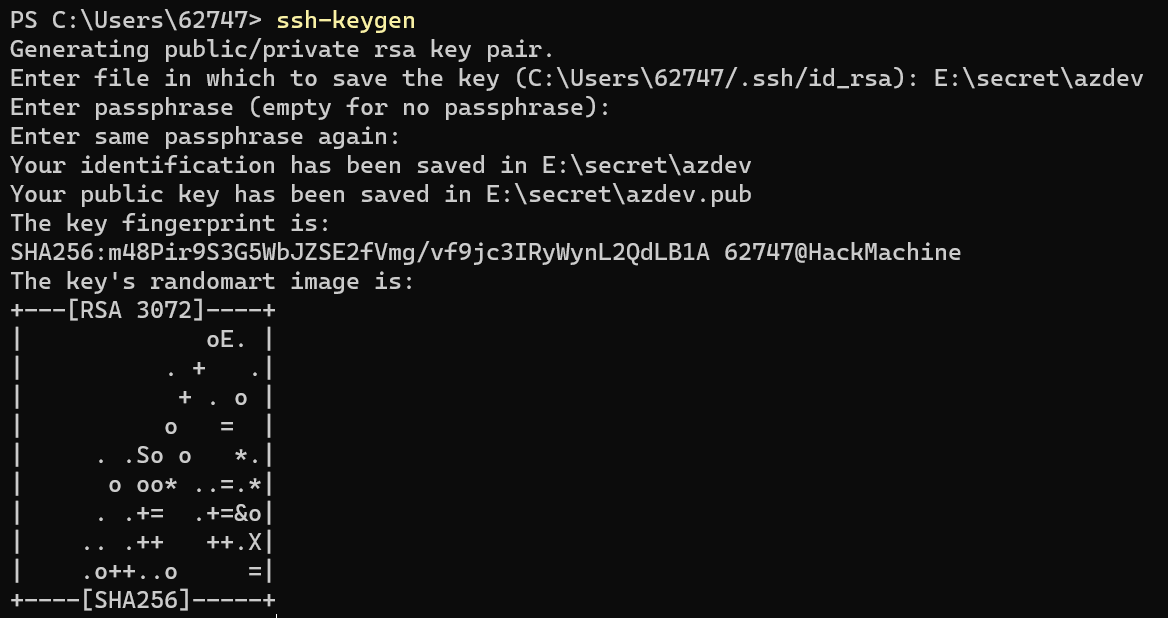 PS C:\Users\62747> ssh-keygen
Generating public/private rsa key pair.
Enter file in which to save the key (C:\Users\62747/.ssh/id_rsa): E:\secret\azdev
Enter passphrase (empty for no passphrase):
Enter same passphrase again:
Your identification has been saved in E:\secret\azdev
Your public key has been saved in E:\secret\azdev.pub
The key fingerprint is:
SHA256:m48Pir9S3G5WbJZSE2fVmg/vf9jc3IRyWynL2QdLB1A 62747@HackMachine
The key's randomart image is:
+---[RSA 3072]----+
|             oE. |
|          . +   .|
|           + . o |
|          o   =  |
|     . .So o   *.|
|      o oo* ..=.*|
|     . .+=  .+=&o|
|    .. .++   ++.X|
|    .o++..o     =|
+----[SHA256]-----+